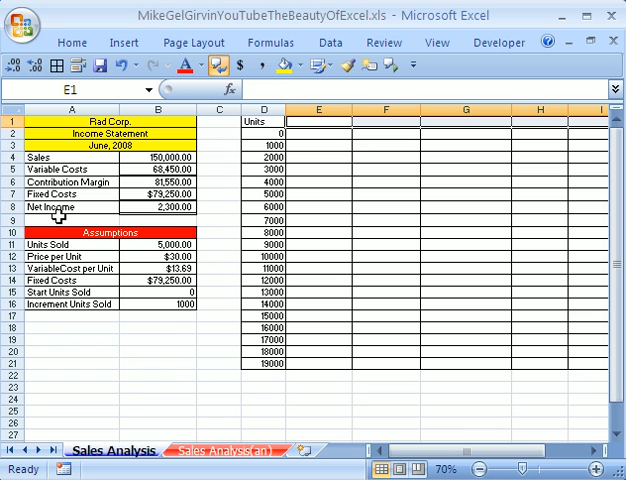 MikeGelGirvinYouTubeTheBeautyOfExcel.xls - Microsoft Excel
Home Insert Page Layout Formulas Data Review View Developer
E1 fx
A B C D E F G H I
1 Rad Corp. Units
2 Income Statement 0
3 June, 2008 1000
4 Sales 150,000.00 2000
5 Variable Costs 68,450.00 3000
6 Contribution Margin 81,550.00 4000
7 Fixed Costs $79,250.00 5000
8 Net Income 2,300.00 6000
9 7000
10 Assumptions 8000
11 Units Sold 5,000.00 9000
12 Price per Unit $30.00 10000
13 VariableCost per Unit $13.69 11000
14 Fixed Costs $79,250.00 12000
15 Start Units Sold 0 13000
16 Increment Units Sold 1000 14000
17 15000
18 16000
19 17000
20 18000
21 19000
22
23
24
25
26
27
Sales Analysis Sales Analysis(an)
Ready 70%